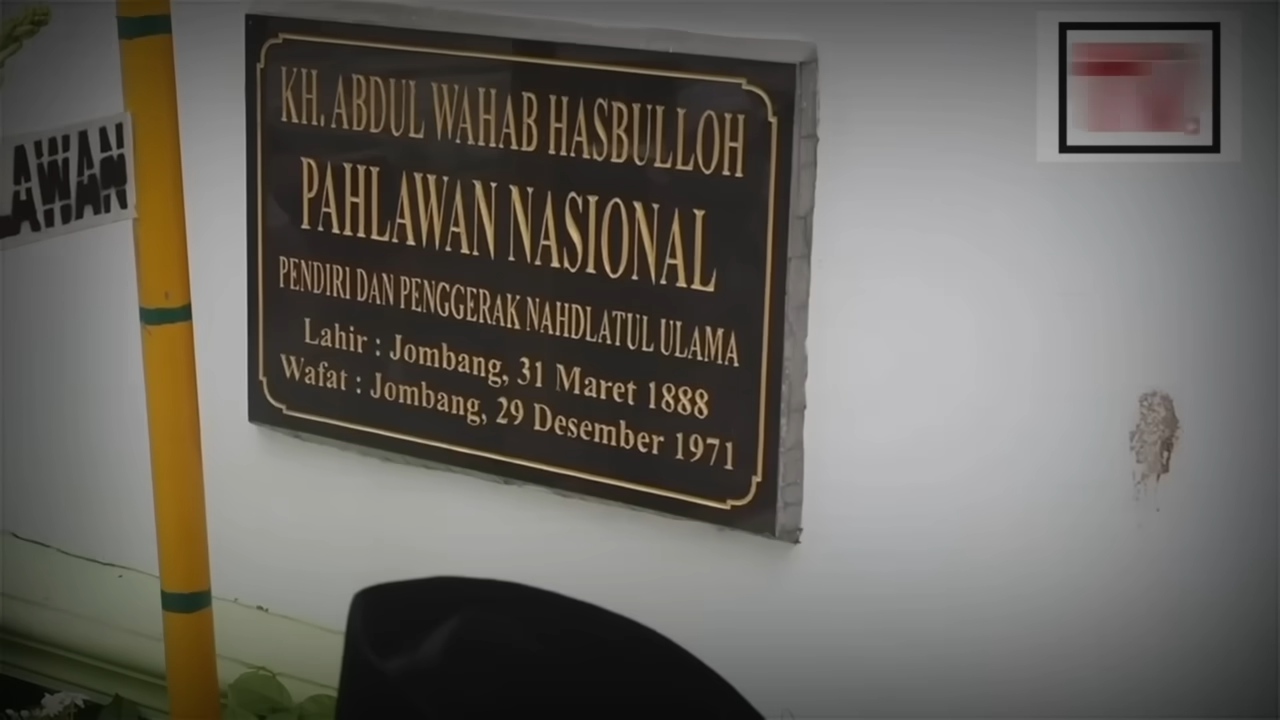 KH. ABDUL WAHAB HASBULLOH
PAHLAWAN NASIONAL
PENDIRI DAN PENGGERAK NAHDLATUL ULAMA
Lahir : Jombang, 31 Maret 1888
Wafat : Jombang, 29 Desember 1971
LAWAN